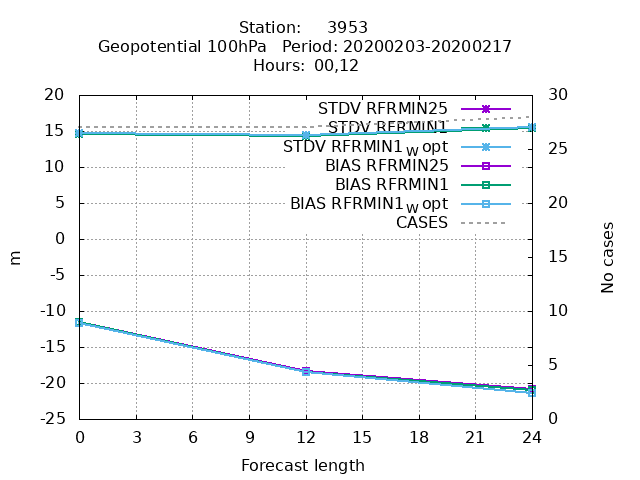 Station: 3953
Geopotential 100hPa Period: 20200203-20200217
Hours: 00,12
STDV RFRMIN25
STDV RFRMIN1
STDV RFRMIN1_w opt
BIAS RFRMIN25
BIAS RFRMIN1
BIAS RFRMIN1_w opt
CASES
20
15
10
5
0
-5
-10
-15
-20
-25
m
30
25
20
15
10
5
0
No cases
0 3 6 9 12 15 18 21 24
Forecast length